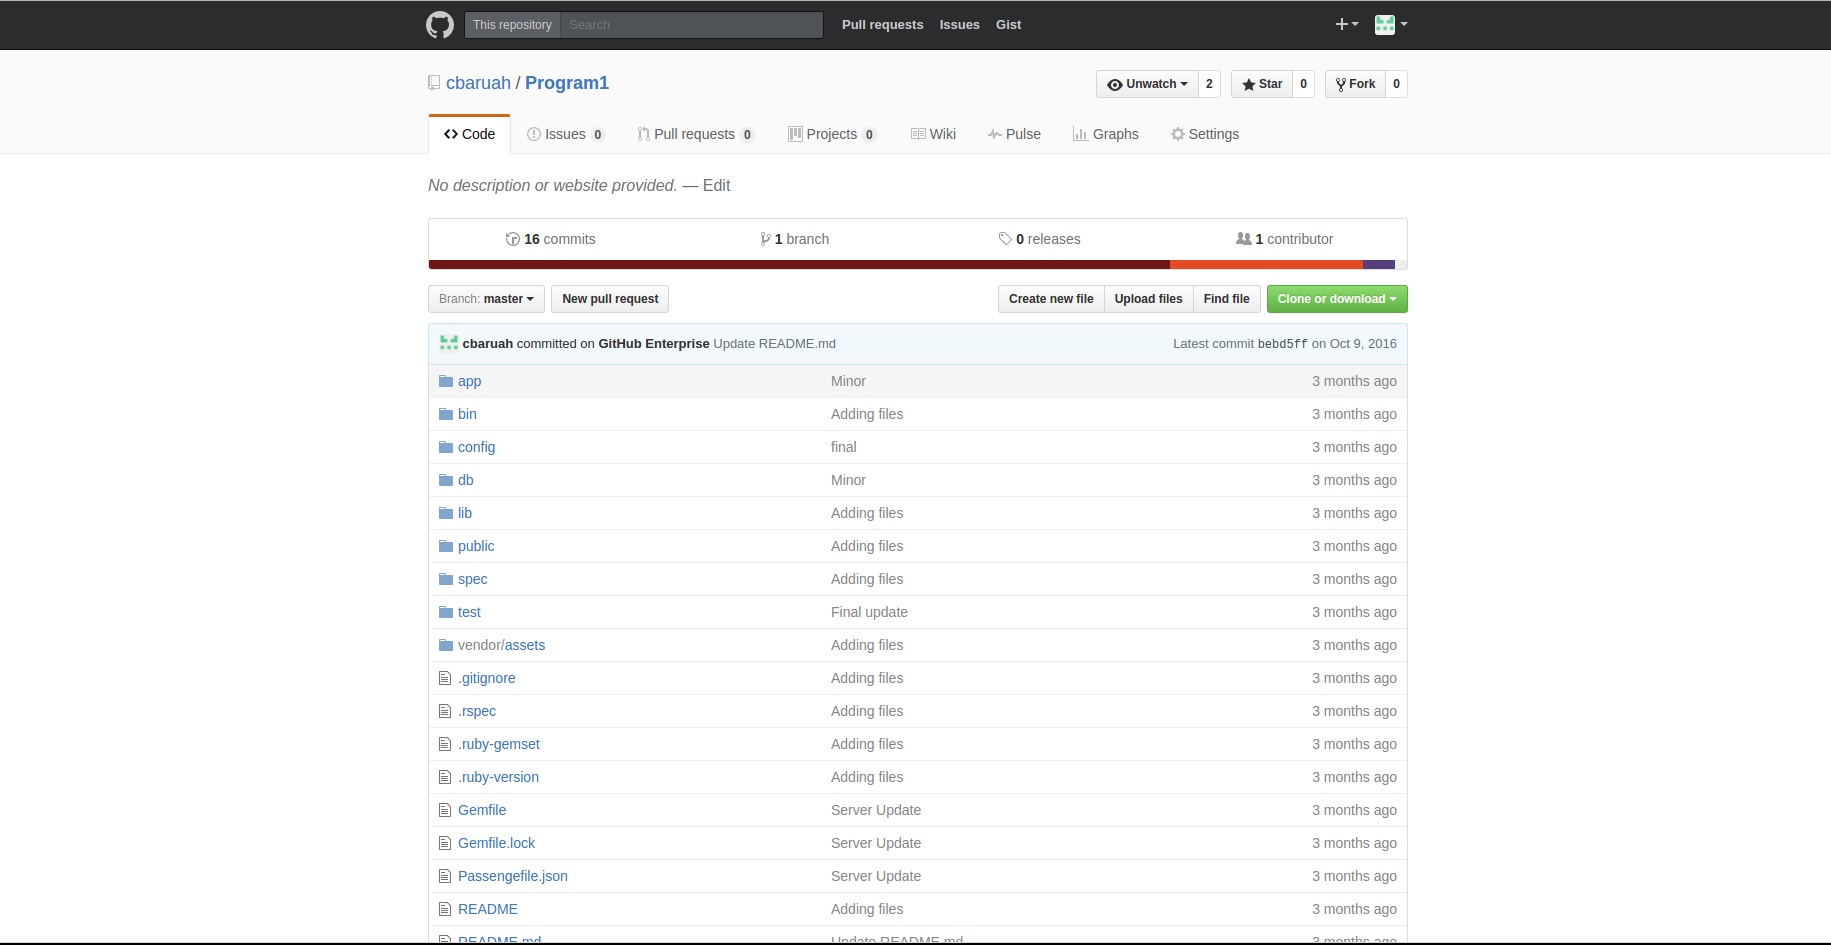 This repository Search Pull requests Issues Gist
cbaruah / Program1 Unwatch 2 Star 0 Fork 0
Code Issues 0 Pull requests 0 Projects 0 Wiki Pulse Graphs Settings
No description or website provided. — Edit
16 commits 1 branch 0 releases 1 contributor
Branch: master New pull request Create new file Upload files Find file Clone or download
cbaruah committed on GitHub Enterprise Update README.md Latest commit bebd5ff on Oct 9, 2016
app Minor 3 months ago
bin Adding files 3 months ago
config final 3 months ago
db Minor 3 months ago
lib Adding files 3 months ago
public Adding files 3 months ago
spec Adding files 3 months ago
test Final update 3 months ago
vendor/assets Adding files 3 months ago
.gitignore Adding files 3 months ago
.rspec Adding files 3 months ago
.ruby-gemset Adding files 3 months ago
.ruby-version Adding files 3 months ago
Gemfile Server Update 3 months ago
Gemfile.lock Server Update 3 months ago
Passengefile.json Server Update 3 months ago
README Adding files 3 months ago
README.md Update README.md 3 months ago